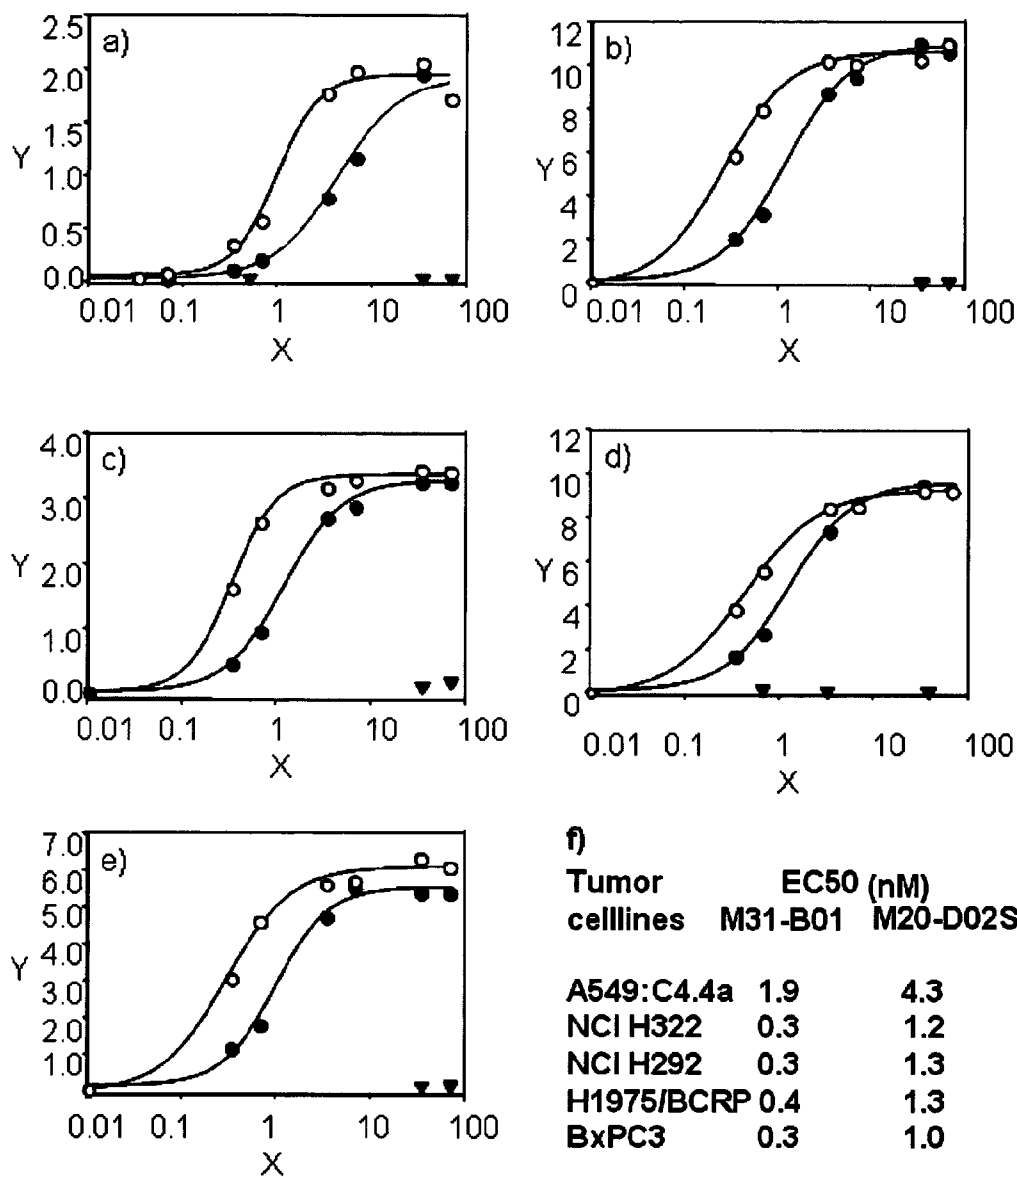 a)
2.5
2.0
1.5
1.0
0.5
0.0
Y
0.01 0.1 1 10 100
X
b)
12
10
8
6
4
2
0
Y
0.01 0.1 1 10 100
X
c)
4.0
3.0
2.0
1.0
0.0
Y
0.01 0.1 1 10 100
X
d)
12
10
8
6
4
2
0
Y
0.01 0.1 1 10 100
X
e)
7.0
6.0
5.0
4.0
3.0
2.0
1.0
Y
0.01 0.1 1 10 100
X
f)
Tumor EC50 (nM)
celllines M31-B01 M20-D02S
A549:C4.4a 1.9 4.3
NCI H322 0.3 1.2
NCI H292 0.3 1.3
H1975/BCRP 0.4 1.3
BxPC3 0.3 1.0